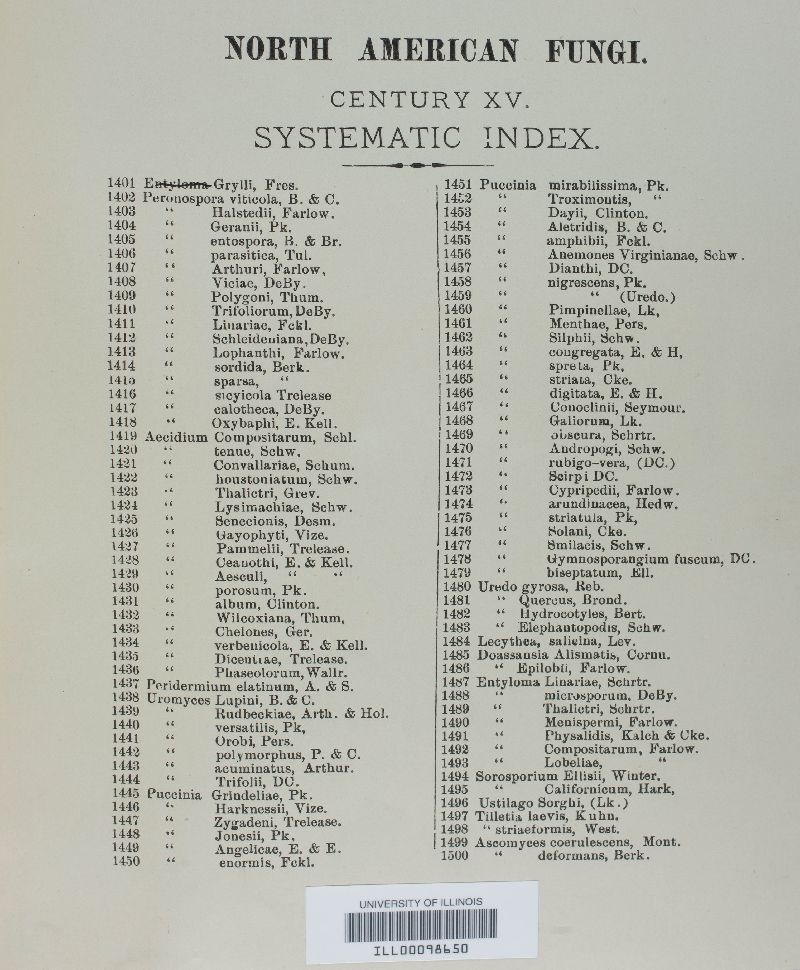 NORTH AMERICAN FUNGI.
CENTURY XV.
SYSTEMATIC INDEX.
1401 Entyloma Grylli, Fres.
1402 Peronospora viticola, B. & C.
1403 “ Halstedii, Farlow.
1404 “ Geranii, Pk.
1405 “ entospora, B. & Br.
1406 “ parasitica, Tul.
1407 “ Arthuri, Farlow,
1408 “ Viciae, DeBy.
1409 “ Polygoni, Thum.
1410 “ Trifoliorum, DeBy.
1411 “ Linariae, Fckl.
1412 “ Schleideniana, DeBy.
1413 “ Lophanthi, Farlow.
1414 “ sordida, Berk.
1415 “ sparsa, “
1416 “ sicyicola Trelease
1417 “ calotheca, DeBy.
1418 “ Oxybaphi, E. Kell.
1419 Aecidium Compositarum, Schl.
1420 “ tenue, Schw,
1421 “ Convallariae, Schum.
1422 “ houstoniatum, Schw.
1423 “ Thalictri, Grev.
1424 “ Lysimachiae, Schw.
1425 “ Senecionis, Desm.
1426 “ Gayophyti, Vize.
1427 “ Pammelii, Trelease.
1428 “ Ceanothi, E. & Kell.
1429 “ Aesculi, “ “
1430 “ porosum, Pk.
1431 “ album, Clinton.
1432 “ Wilcoxiana, Thum,
1433 “ Chelones, Ger.
1434 “ verbenicola, E. & Kell.
1435 “ Dicentrae, Trelease.
1436 “ Phaseolorum, Wallr.
1437 Peridermium elatinum, A. & S.
1438 Uromyces Lupini, B. & C.
1439 “ Rudbeckiae, Arth. & Hol.
1440 “ versatilis, Pk,
1441 “ Orobi, Pers.
1442 “ polymorphus, P. & C.
1443 “ acuminatus, Arthur.
1444 “ Trifolii, DC.
1445 Puccinia Grindeliae, Pk.
1446 “ Harknessii, Vize.
1447 “ Zygadeni, Trelease.
1448 “ Jonesii, Pk,
1449 “ Angelicae, E. & E.
1450 “ enormis, Fckl.
1451 Puccinia mirabilissima, Pk.
1452 “ Troximontis, “
1453 “ Dayii, Clinton.
1454 “ Aletridis, B. & C.
1455 “ amphibii, Fckl.
1456 “ Anemones Virginianae, Schw.
1457 “ Dianthi, DC.
1458 “ nigrescens, Pk.
1459 “ “ (Uredo.)
1460 “ Pimpinellae, Lk,
1461 “ Menthae, Pers.
1462 “ Silphii, Schw.
1463 “ congregata, E. & H,
1464 “ spreta, Pk,
1465 “ striata, Cke.
1466 “ digitata, E. & H.
1467 “ Conoclinii, Seymour.
1468 “ Galiorum, Lk.
1469 “ obscura, Schrtr.
1470 “ Andropogi, Schw.
1471 “ rubigo-vera, (DC.)
1472 “ Scirpi DC.
1473 “ Cypripedii, Farlow.
1474 “ arundinacea, Hedw.
1475 “ striatula, Pk,
1476 “ Solani, Cke.
1477 “ Smilacis, Schw.
1478 “ Gymnosporangium fuscum, DC.
1479 “ biseptatum, Ell.
1480 Uredo gyrosa, Reb.
1481 “ Quercus, Brond.
1482 “ Hydrocotyles, Bert.
1483 “ Elephantopodis, Schw.
1484 Lecythea, salicina, Lev.
1485 Doassansia Alismatis, Cornu.
1486 “ Epilobii, Farlow.
1487 Entyloma Linariae, Schrtr.
1488 “ microsporum, DeBy.
1489 “ Thalictri, Schrtr.
1490 “ Menispermi, Farlow.
1491 “ Physalidis, Kalch & Cke.
1492 “ Compositarum, Farlow.
1493 “ Lobeliae, “
1494 Sorosporium Ellisii, Winter.
1495 “ Californicum, Hark,
1496 Ustilago Sorghi, (Lk.)
1497 Tilletia laevis, Kuhn.
1498 “ striaeformis, West.
1499 Ascomyces coerulescens, Mont.
1500 “ deformans, Berk.
UNIVERSITY OF ILLINOIS
ILL00098650